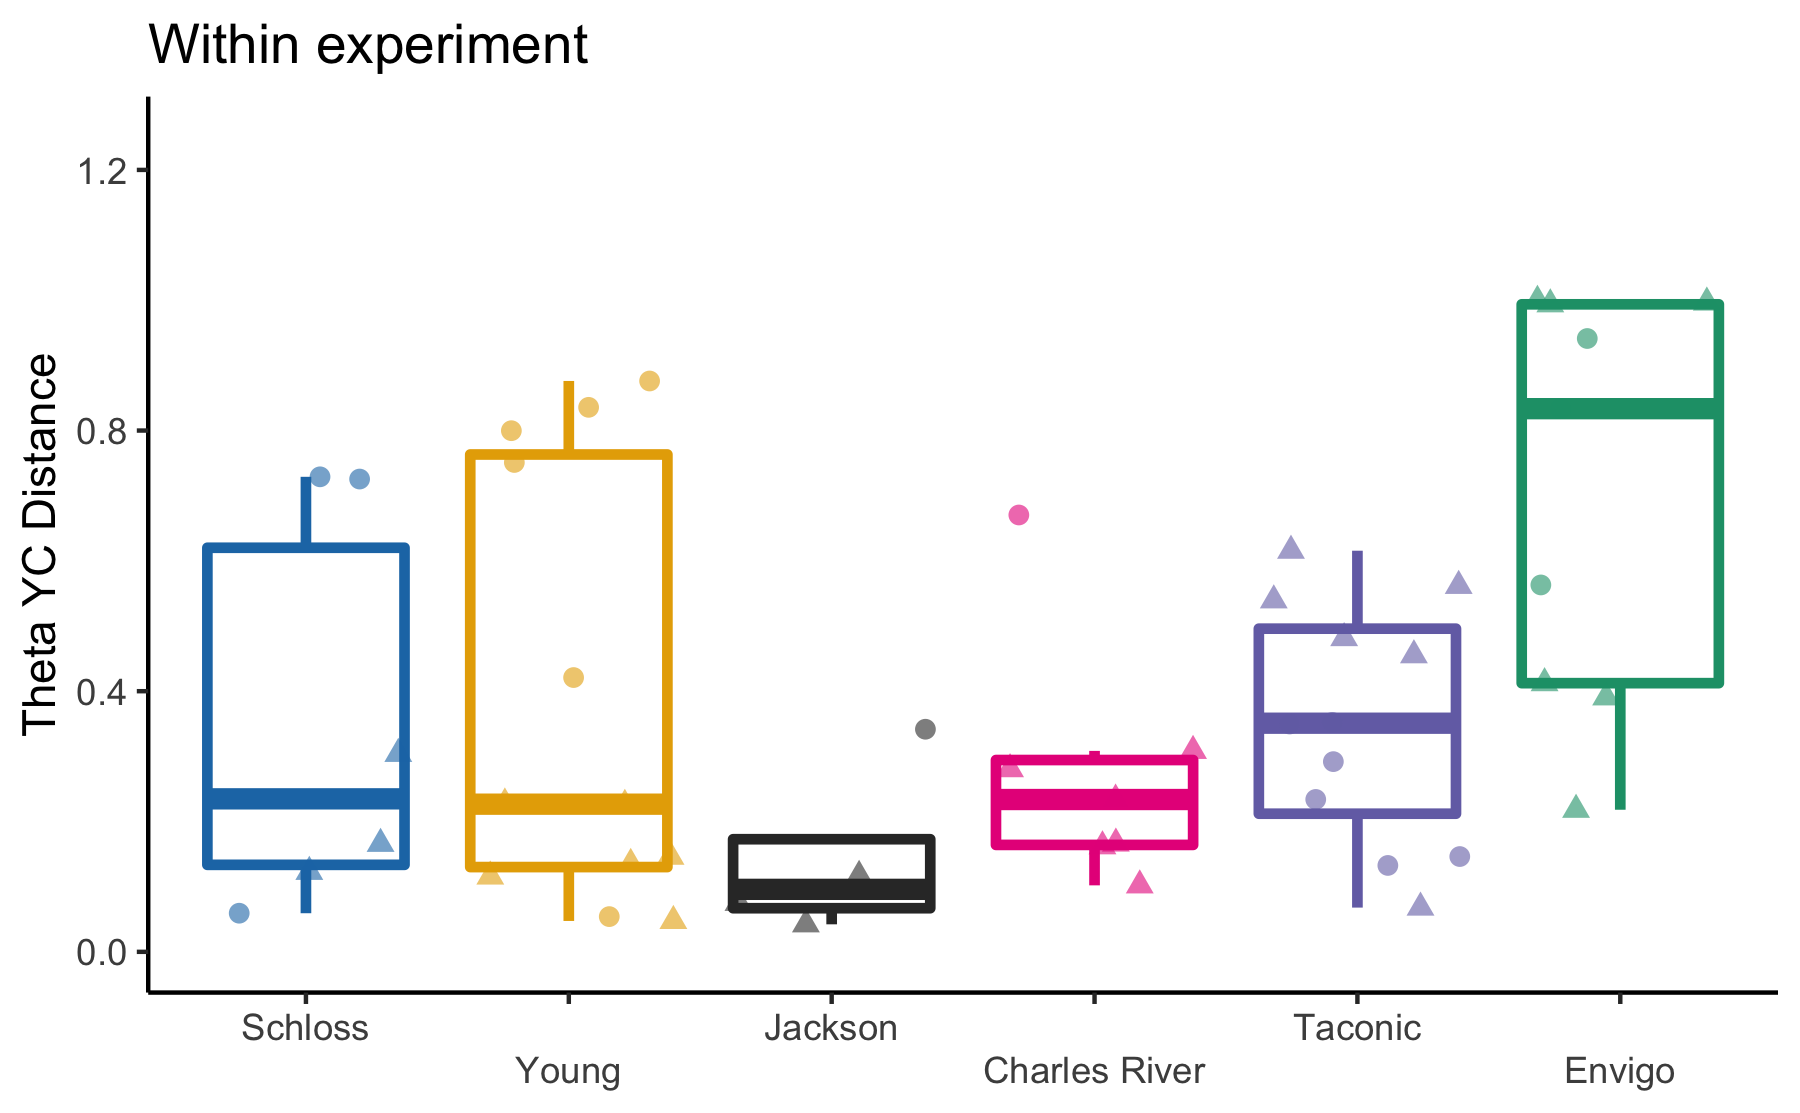 Within experiment
Theta YC Distance
1.2
0.8
0.4
0.0
Schloss
Young
Jackson
Charles River
Taconic
Envigo